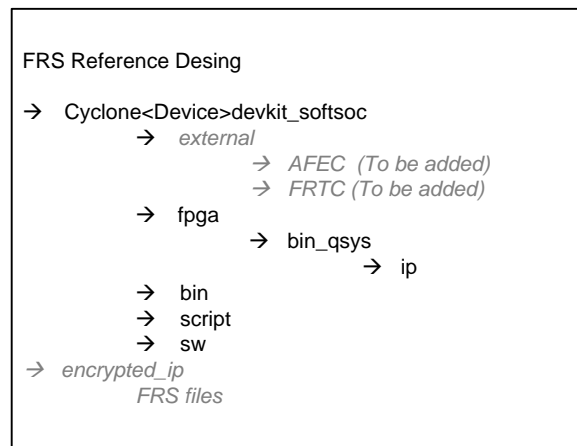 FRS Reference Desing
→ Cyclone<Device>devkit_softsoc
→ external
→ AFEC (To be added)
→ FRTC (To be added)
→ fpga
→ bin_qsys
→ ip
→ bin
→ script
→ sw
→ encrypted_ip
FRS files